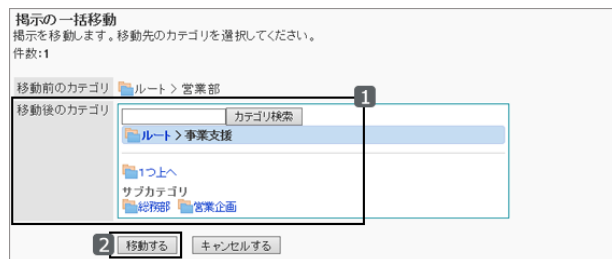 掲示の一括移動
掲示を移動します。移動先のカテゴリを選択してください。
件数:1
移動前のカテゴリ ルート > 営業部
1
移動後のカテゴリ
カテゴリ検索
ルート > 事業支援
1つ上へ
サブカテゴリ
総務部 営業企画
2 移動する キャンセルする